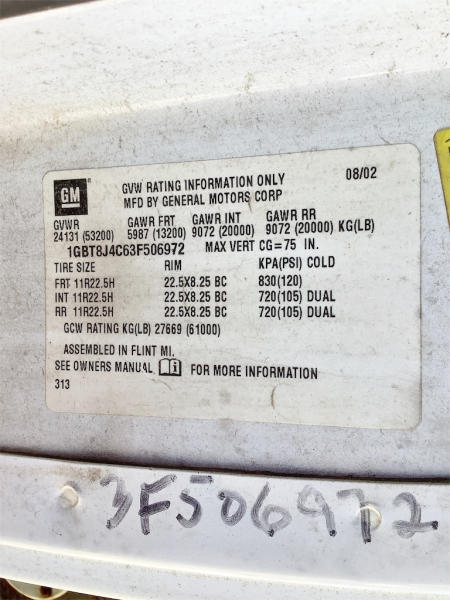 GM
GVW RATING INFORMATION ONLY 08/02
MFD BY GENERAL MOTORS CORP
GVWR GAWR FRT GAWR INT GAWR RR
24131 (53200) 5987 (13200) 9072 (20000) 9072 (20000) KG(LB)
1GBT8J4C63F506972 MAX VERT CG=75 IN.
TIRE SIZE RIM KPA(PSI) COLD
FRT 11R22.5H 22.5X8.25 BC 830(120)
INT 11R22.5H 22.5X8.25 BC 720(105) DUAL
RR 11R22.5H 22.5X8.25 BC 720(105) DUAL
GCW RATING KG(LB) 27669 (61000)
ASSEMBLED IN FLINT MI.
SEE OWNERS MANUAL FOR MORE INFORMATION
313
3F506972